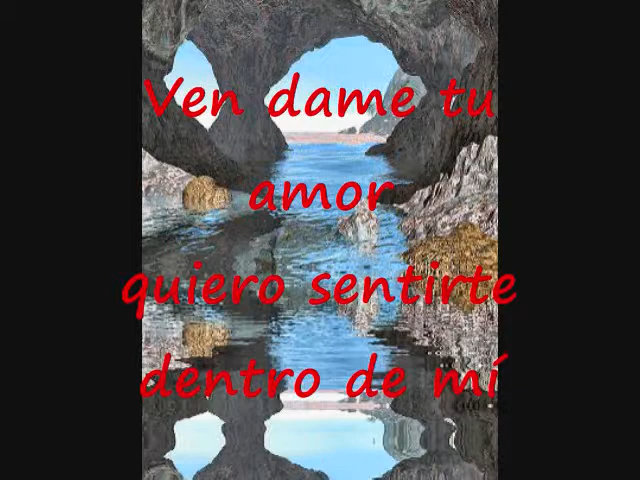 Ven dame tu
amor
quiero sentirte
dentro de mí